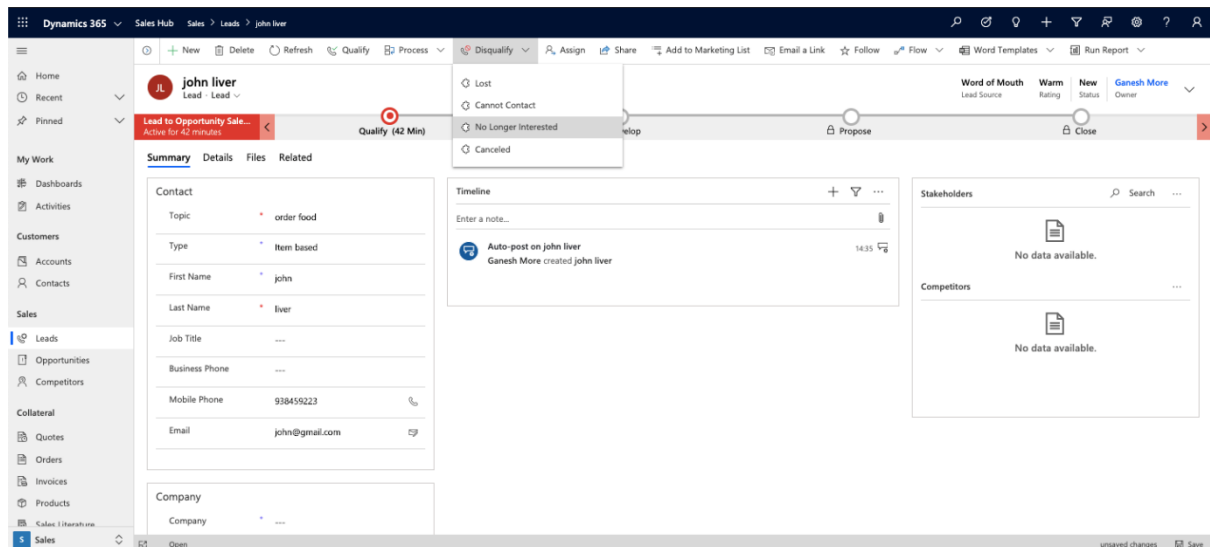 Dynamics 365 Sales Hub Sales > Leads > john liver
New Delete Refresh Qualify Process Disqualify Assign Share Add to Marketing List Email a Link Follow Flow Word Templates Run Report
Home
Recent
Pinned
My Work
Dashboards
Activities
Customers
Accounts
Contacts
Sales
Leads
Opportunities
Competitors
Collateral
Quotes
Orders
Invoices
Products
Sales Literature
S Sales
JL john liver
Lead · Lead
Lost
Cannot Contact
No Longer Interested
Canceled
Word of Mouth Warm New Ganesh More
Lead Source Rating Status Owner
Lead to Opportunity Sale...
Active for 42 minutes
Qualify (42 Min) elop Propose Close
Summary Details Files Related
Contact
Topic * order food
Type Item based
First Name john
Last Name * liver
Job Title ---
Business Phone ---
Mobile Phone 938459223
Email john@gmail.com
Company
Company ---
Timeline
Enter a note...
Auto-post on john liver 14:35
Ganesh More created john liver
Stakeholders Search ...
No data available.
Competitors ...
No data available.
Open unsaved changes Save